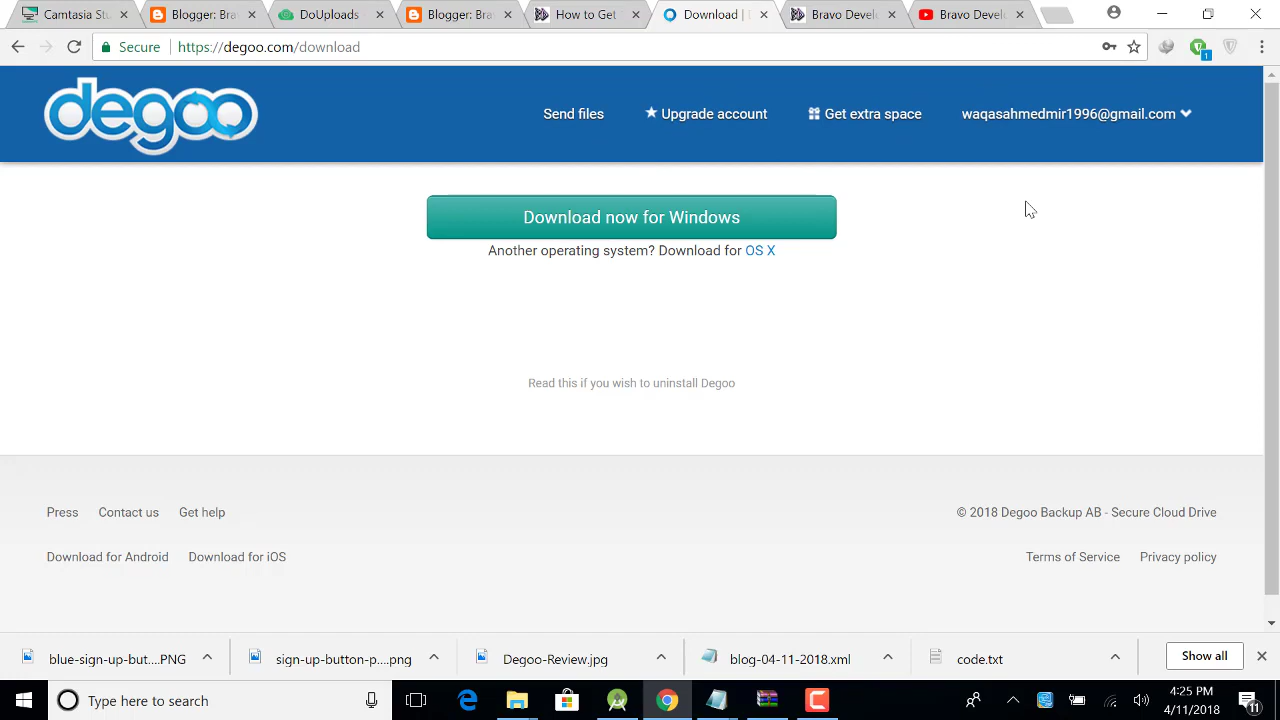 Camtasia Stu
Blogger: Bra
DoUploads
Blogger: Bra
How to Get
Download |
Bravo Devel
Bravo Devel
Secure https://degoo.com/download
1
degoo
Send files
Upgrade account
Get extra space
waqasahmedmir1996@gmail.com
Download now for Windows
Another operating system? Download for OS X
Read this if you wish to uninstall Degoo
Press Contact us Get help
© 2018 Degoo Backup AB - Secure Cloud Drive
Download for Android Download for iOS
Terms of Service Privacy policy
blue-sign-up-but....PNG
sign-up-button-p....png
Degoo-Review.jpg
blog-04-11-2018.xml
code.txt
Show all
Type here to search
4:25 PM
4/11/2018
11